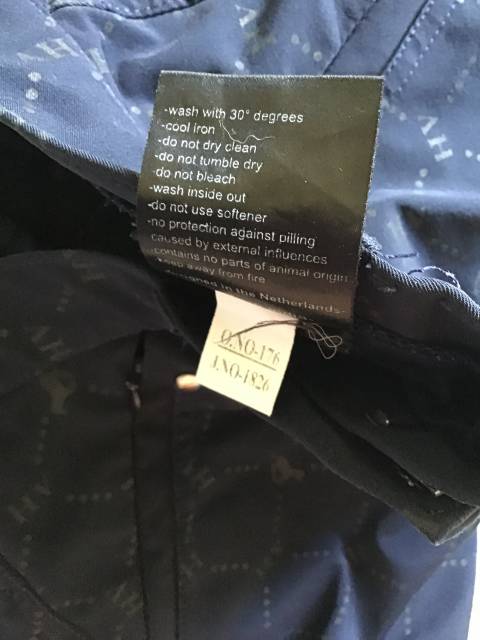 -wash with 30° degrees
-cool iron
-do not dry clean
-do not tumble dry
-do not bleach
-wash inside out
-do not use softener
-no protection against pilling
caused by external influences
-contains no parts of animal origin
-keep away from fire
-designed in the Netherlands-
O.NO-176
J.NO-1826